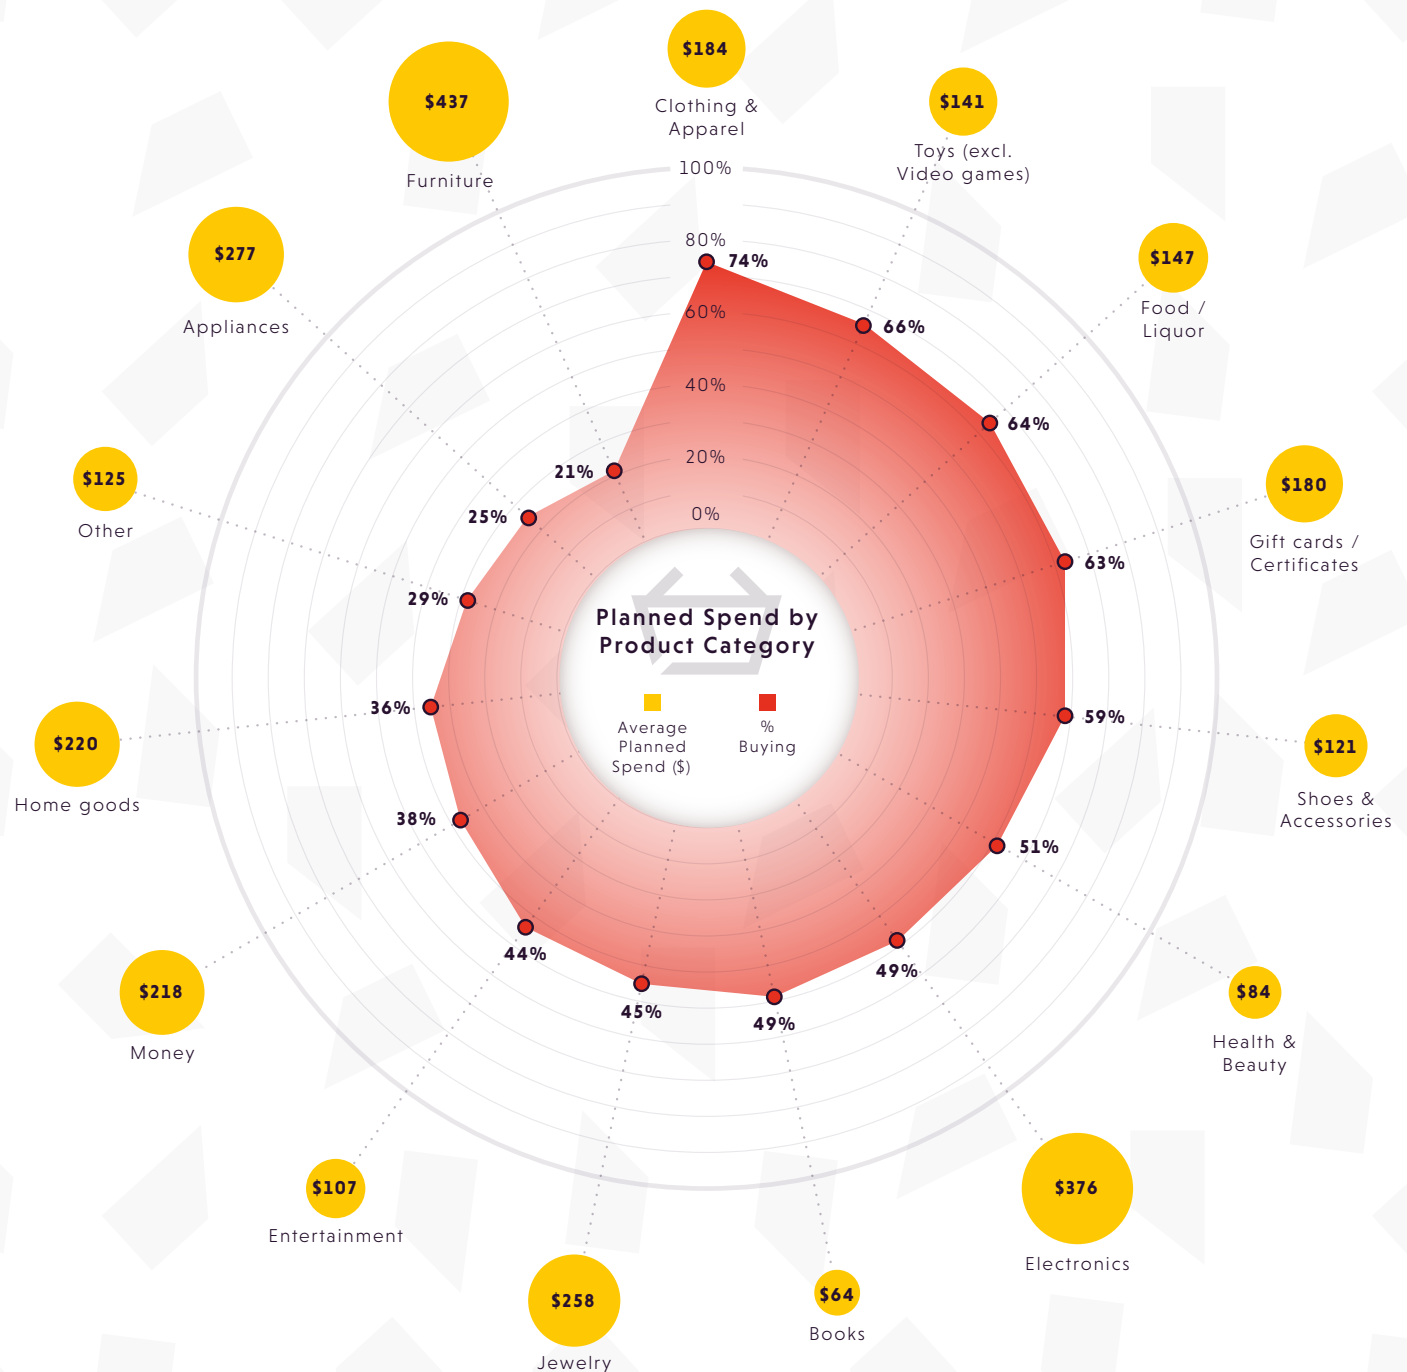 $184
Clothing &
Apparel
$141
Toys (excl.
Video games)
$147
Food /
Liquor
$180
Gift cards /
Certificates
$121
Shoes &
Accessories
$84
Health &
Beauty
$376
Electronics
$64
Books
$258
Jewelry
$107
Entertainment
$218
Money
$220
Home goods
$125
Other
$277
Appliances
$437
Furniture
100%
80%
60%
40%
20%
0%
74%
66%
64%
63%
59%
51%
49%
49%
45%
44%
38%
36%
29%
25%
21%
Planned Spend by
Product Category
Average
Planned
Spend ($)
%
Buying